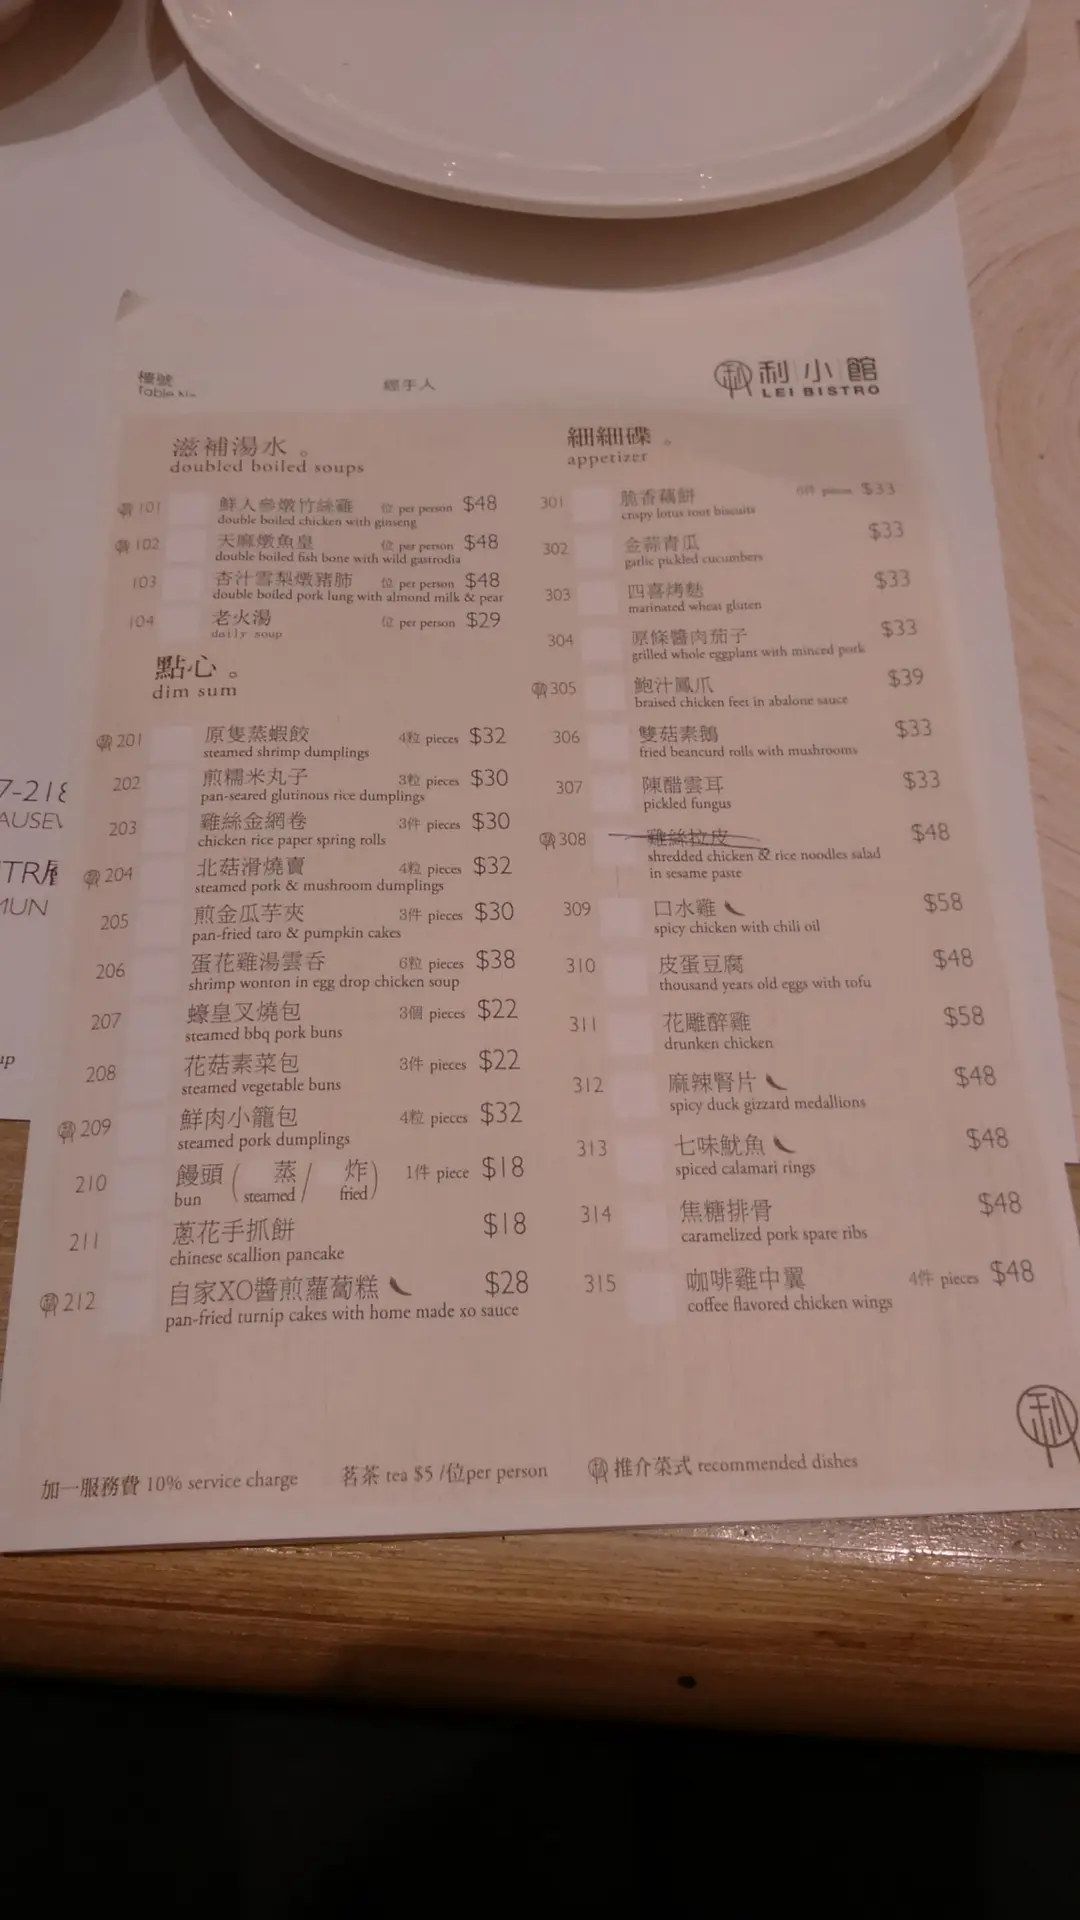 樓號
Table No.
經手人
利小館
LEI BISTRO
滋補湯水。
doubled boiled soups
101 鮮人參燉竹絲雞 位 per person $48
double boiled chicken with ginseng
102 天麻燉魚皇 位 per person $48
double boiled fish bone with wild gastrodia
103 杏汁雪梨燉豬肺 位 per person $48
double boiled pork lung with almond milk & pear
104 老火湯 位 per person $29
daily soup
點心。
dim sum
201 原隻蒸蝦餃 4粒 pieces $32
steamed shrimp dumplings
202 煎糯米丸子 3粒 pieces $30
pan-seared glutinous rice dumplings
203 雞絲金網卷 3件 pieces $30
chicken rice paper spring rolls
204 北菇滑燒賣 4粒 pieces $32
steamed pork & mushroom dumplings
205 煎金瓜芋夾 3件 pieces $30
pan-fried taro & pumpkin cakes
206 蛋花雞湯雲吞 6粒 pieces $38
shrimp wonton in egg drop chicken soup
207 蠔皇叉燒包 3個 pieces $22
steamed bbq pork buns
208 花菇素菜包 3件 pieces $22
steamed vegetable buns
209 鮮肉小籠包 4粒 pieces $32
steamed pork dumplings
210 饅頭 ( 蒸 / 炸 ) 1件 piece $18
bun steamed fried
211 蔥花手抓餅 $18
chinese scallion pancake
212 自家XO醬煎蘿蔔糕 $28
pan-fried turnip cakes with home made xo sauce
細細碟。
appetizer
301 脆香藕餅 6件 pieces $33
crispy lotus root biscuits
302 金蒜青瓜 $33
garlic pickled cucumbers
303 四喜烤麩 $33
marinated wheat gluten
304 原條醬肉茄子 $33
grilled whole eggplant with minced pork
305 鮑汁鳳爪 $39
braised chicken feet in abalone sauce
306 雙菇素鵝 $33
fried beancurd rolls with mushrooms
307 陳醋雲耳 $33
pickled fungus
308 雞絲拉皮 $48
shredded chicken & rice noodles salad
in sesame paste
309 口水雞 $58
spicy chicken with chili oil
310 皮蛋豆腐 $48
thousand years old eggs with tofu
311 花雕醉雞 $58
drunken chicken
312 麻辣腎片 $48
spicy duck gizzard medallions
313 七味魷魚 $48
spiced calamari rings
314 焦糖排骨 $48
caramelized pork spare ribs
315 咖啡雞中翼 4件 pieces $48
coffee flavored chicken wings
加一服務費 10% service charge
茗茶 tea $5 /位per person
推介菜式 recommended dishes